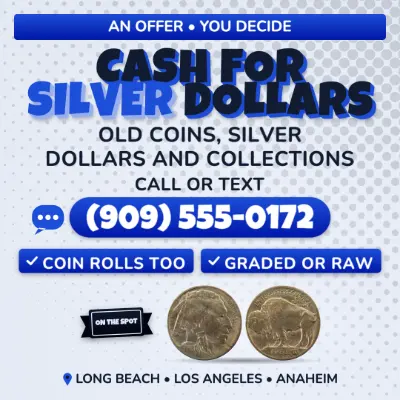 AN OFFER • YOU DECIDE
CASH FOR
SILVER DOLLARS
OLD COINS, SILVER
DOLLARS AND COLLECTIONS
CALL OR TEXT
(909) 555-0172
COIN ROLLS TOO
GRADED OR RAW
ON THE SPOT
LONG BEACH • LOS ANGELES • ANAHEIM